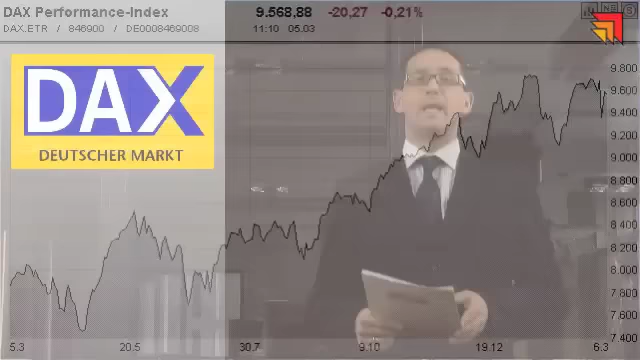 DAX Performance-Index 9.568,88 -20,27 -0,21%
DAX.ETR / 846900 / DE0008469008 11:10 05.03
DAX
DEUTSCHER MARKT
9.800
9.600
9.400
9.200
9.000
8.800
8.600
8.400
8.200
8.000
7.800
7.600
7.400
5.3 20.5 30.7 9.10 19.12 6.3